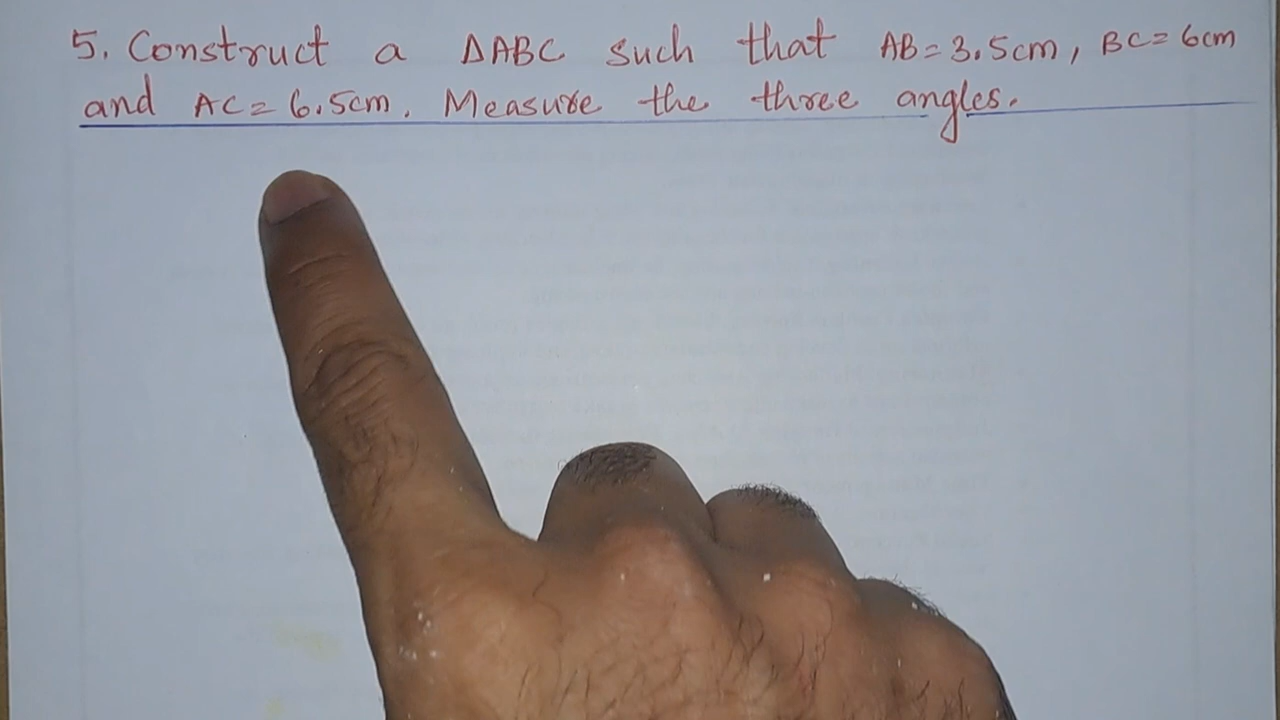 5. Construct a ΔABC such that AB = 3.5cm, BC = 6cm
and AC = 6.5cm. Measure the three angles.